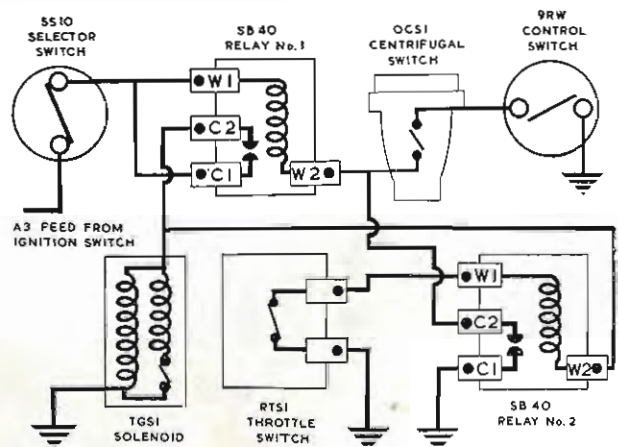 SS10
SELECTOR
SWITCH
SB 40
RELAY No. 1
OCS1
CENTRIFUGAL
SWITCH
9RW
CONTROL
SWITCH
W1
C2
C1
W2
A3 FEED FROM
IGNITION SWITCH
W1
C2
C1
W2
TGS1
SOLENOID
RTS1
THROTTLE
SWITCH
SB 40
RELAY No. 2